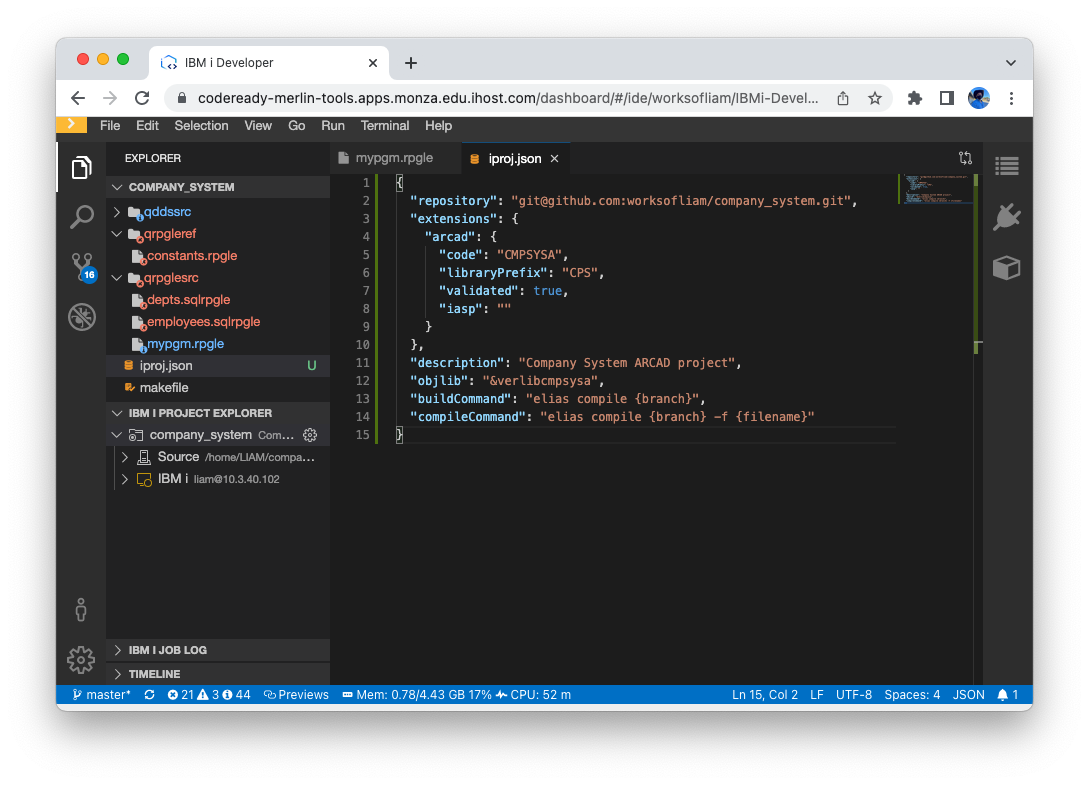 IBM i Developer
codeready-merlin-tools.apps.monza.edu.ihost.com/dashboard/#/ide/worksofliam/IBMi-Devel...
File Edit Selection View Go Run Terminal Help
EXPLORER
mypgm.rpgle
iproj.json
COMPANY_SYSTEM
qddssrc
qrpgleref
constants.rpgle
qrpglesrc
depts.sqlrpgle
employees.sqlrpgle
mypgm.rpgle
iproj.json U
makefile
IBM I PROJECT EXPLORER
company_system Com...
Source /home/LIAM/compa...
IBM i liam@10.3.40.102
IBM I JOB LOG
TIMELINE
16
1 {
2 "repository": "git@github.com:worksofliam/company_system.git",
3 "extensions": {
4 "arcad": {
5 "code": "CMPSYSA",
6 "libraryPrefix": "CPS",
7 "validated": true,
8 "iasp": ""
9 }
10 },
11 "description": "Company System ARCAD project",
12 "objlib": "&verlibcmpsysa",
13 "buildCommand": "elias compile {branch}",
14 "compileCommand": "elias compile {branch} -f {filename}"
15 }
master* 21 3 44 Previews Mem: 0.78/4.43 GB 17% CPU: 52 m Ln 15, Col 2 LF UTF-8 Spaces: 4 JSON 1